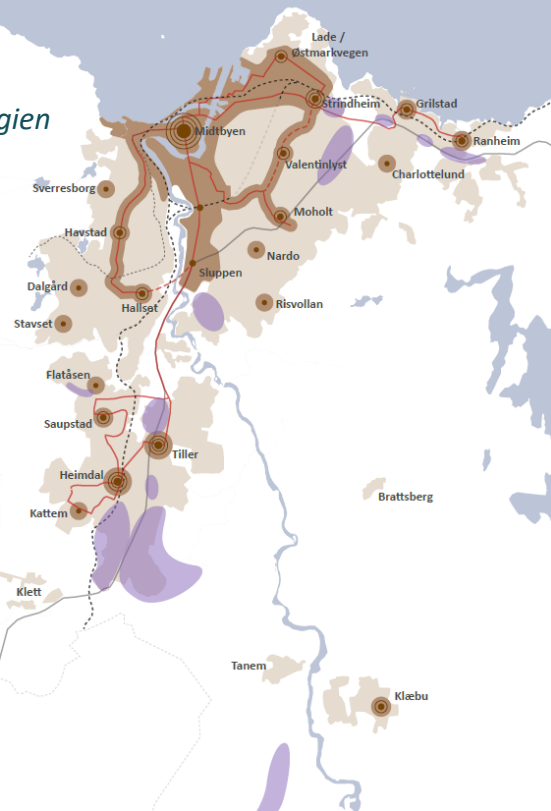 Lade /
Østmarkvegen
Strindheim
Grilstad
gien
Midtbyen
Ranheim
Valentinlyst
Charlottelund
Sverresborg
Moholt
Havstad
Nardo
Sluppen
Dalgård
Hallset
Risvollan
Stavset
Flatåsen
Saupstad
Tiller
Heimdal
Brattsberg
Kattem
Klett
Tanem
Klæbu